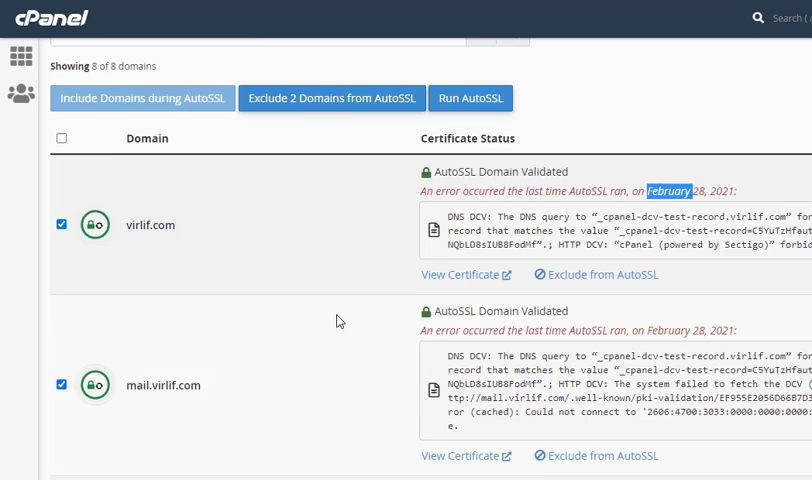 cPanel
Search ( /
Showing 8 of 8 domains
Include Domains during AutoSSL Exclude 2 Domains from AutoSSL Run AutoSSL
Domain Certificate Status
AutoSSL Domain Validated
An error occurred the last time AutoSSL ran, on February 28, 2021:
virlif.com
DNS DCV: The DNS query to “_cpanel-dcv-test-record.virlif.com” for
record that matches the value “_cpanel-dcv-test-record=C5YuTzHfaut
NQbLD8sIUB8FodMf”.; HTTP DCV: “cPanel (powered by Sectigo)” forbid
View Certificate Exclude from AutoSSL
AutoSSL Domain Validated
An error occurred the last time AutoSSL ran, on February 28, 2021:
mail.virlif.com
DNS DCV: The DNS query to “_cpanel-dcv-test-record.virlif.com” for
record that matches the value “_cpanel-dcv-test-record=C5YuTzHfaut
NQbLD8sIUB8FodMf”.; HTTP DCV: The system failed to fetch the DCV (
ttp://mail.virlif.com/.well-known/pki-validation/EF955E2056D66B7D3
ror (cached): Could not connect to '2606:4700:3033:0000:0000:0000:
e.
View Certificate Exclude from AutoSSL